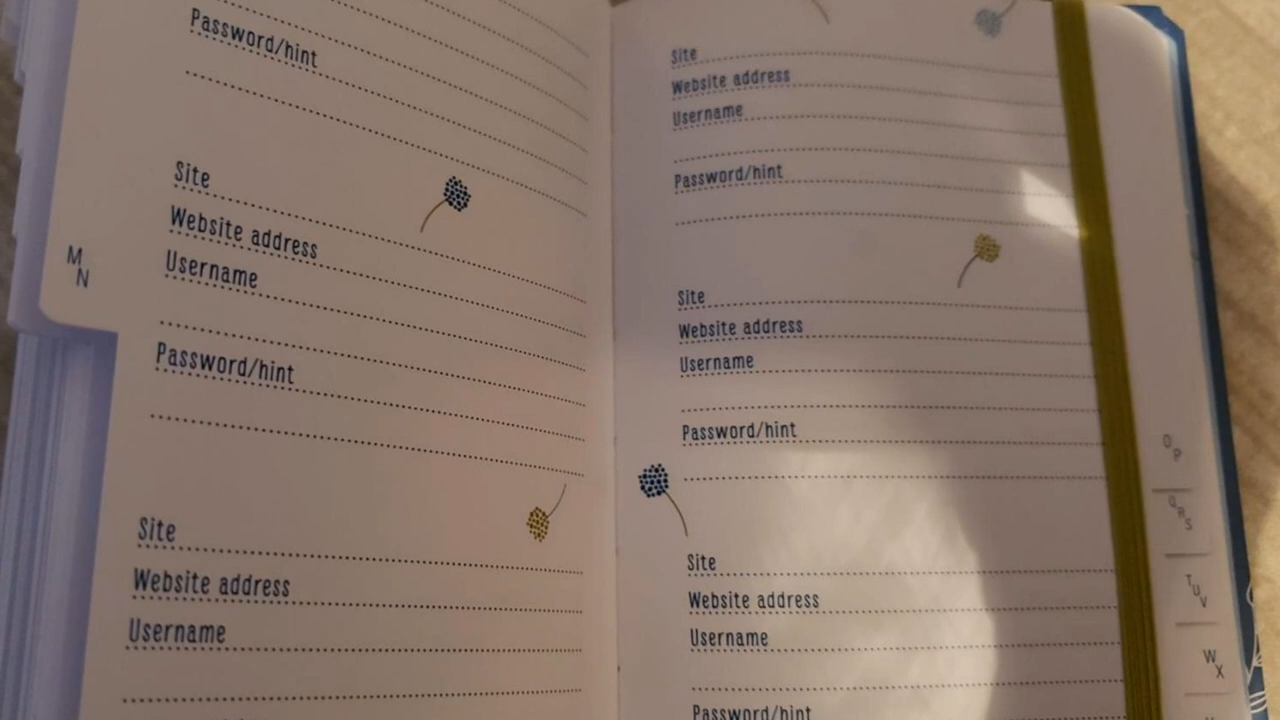 Password/hint
Site
Website address
Username
Password/hint
Site
Website address
Username
M
N
Site
Website address
Username
Password/hint
Site
Website address
Username
Password/hint
Site
Website address
Username
Password/hint
O
P
Q
R
S
T
U
V
W
X